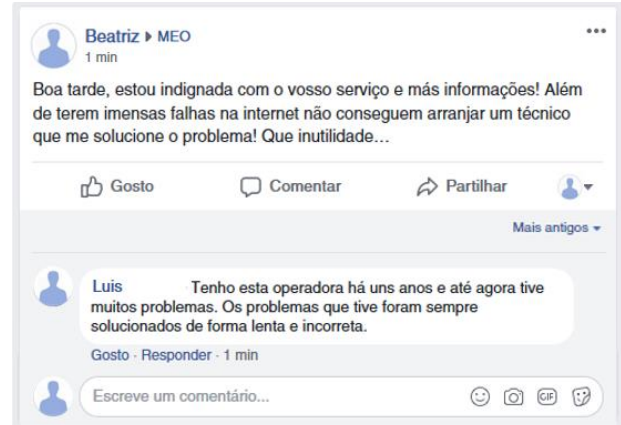 Beatriz ▸ MEO
1 min
Boa tarde, estou indignada com o vosso serviço e más informações! Além
de terem imensas falhas na internet não conseguem arranjar um técnico
que me solucione o problema! Que inutilidade...
Gosto Comentar Partilhar
Mais antigos
Luis Tenho esta operadora há uns anos e até agora tive
muitos problemas. Os problemas que tive foram sempre
solucionados de forma lenta e incorreta.
Gosto · Responder · 1 min
Escreve um comentário... GIF